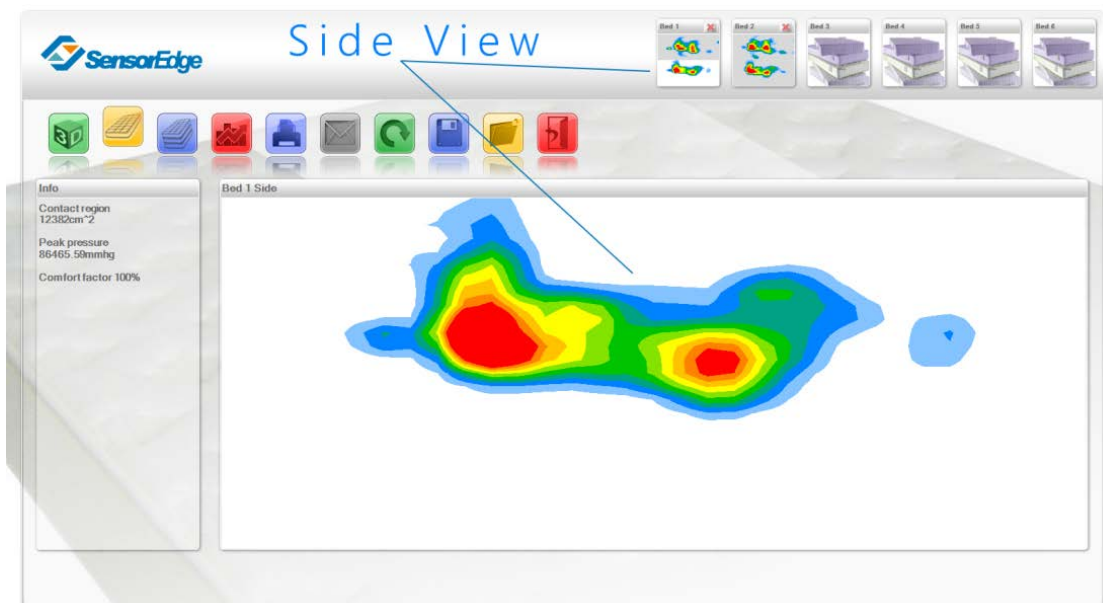 SensorEdge
Side View
Bed 1
Bed 2
Bed 3
Bed 4
Bed 5
Bed 6
3D
Info
Contact region
12382cm^2
Peak pressure
86465.59mmhg
Comfort factor 100%
Bed 1 Side